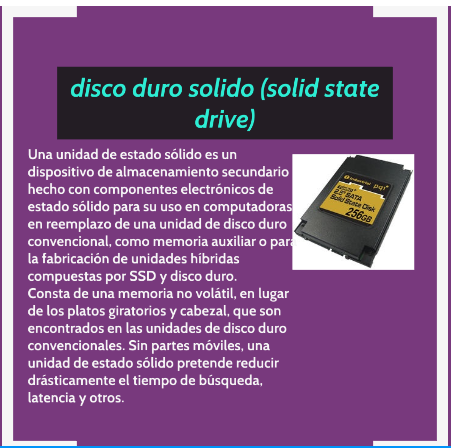 disco duro solido (solid state
drive)
Una unidad de estado sólido es un
dispositivo de almacenamiento secundario
hecho con componentes electrónicos de
estado sólido para su uso en computadoras
en reemplazo de una unidad de disco duro
convencional, como memoria auxiliar o para
la fabricación de unidades híbridas
compuestas por SSD y disco duro.
Consta de una memoria no volátil, en lugar
de los platos giratorios y cabezal, que son
encontrados en las unidades de disco duro
convencionales. Sin partes móviles, una
unidad de estado sólido pretende reducir
drásticamente el tiempo de búsqueda,
latencia y otros.
pqi
2.5" SATA
Solid State Disk
256GB